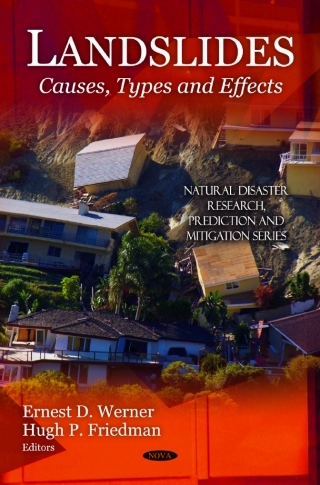 LANDSLIDES
Causes, Types and Effects
NATURAL DISASTER
RESEARCH,
PREDICTION AND
MITIGATION SERIES
Ernest D. Werner
Hugh P. Friedman
Editors
NOVA